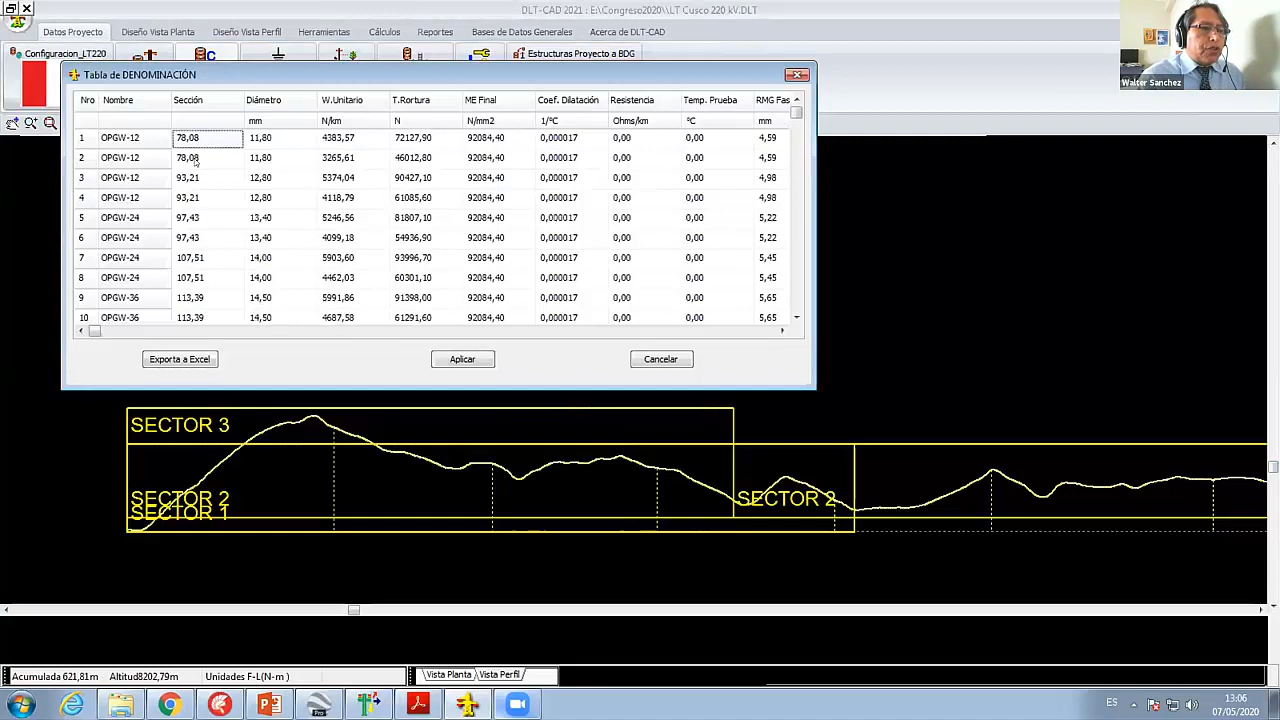 DLT-CAD 2021 : E:\Congreso2020\\LT Cusco 220 kV.DLT
Datos Proyecto Diseño Vista Planta Diseño Vista Perfil Herramientas Cálculos Reportes Bases de Datos Generales Acerca de DLT-CAD
Configuracion_LT220 Estructuras Proyecto a BDG
Walter Sanchez
Tabla de DENOMINACIÓN
Nro Nombre Sección Diámetro W.Unitario T.Rortura ME Final Coef. Dilatación Resistencia Temp. Prueba RMG Fas
mm N/km N N/mm2 1/°C Ohms/km °C mm
1 OPGW-12 78,08 11,80 4383,57 72127,90 92084,40 0,000017 0,00 0,00 4,59
2 OPGW-12 78,08 11,80 3265,61 46012,80 92084,40 0,000017 0,00 0,00 4,59
3 OPGW-12 93,21 12,80 5374,04 90427,10 92084,40 0,000017 0,00 0,00 4,98
4 OPGW-12 93,21 12,80 4118,79 61085,60 92084,40 0,000017 0,00 0,00 4,98
5 OPGW-24 97,43 13,40 5246,56 81807,10 92084,40 0,000017 0,00 0,00 5,22
6 OPGW-24 97,43 13,40 4099,18 54936,90 92084,40 0,000017 0,00 0,00 5,22
7 OPGW-24 107,51 14,00 5903,60 93996,70 92084,40 0,000017 0,00 0,00 5,45
8 OPGW-24 107,51 14,00 4462,03 60301,10 92084,40 0,000017 0,00 0,00 5,45
9 OPGW-36 113,39 14,50 5991,86 91398,00 92084,40 0,000017 0,00 0,00 5,65
10 OPGW-36 113,39 14,50 4687,58 61291,60 92084,40 0,000017 0,00 0,00 5,65
Exporta a Excel Aplicar Cancelar
SECTOR 3
SECTOR 2 SECTOR 2
SECTOR 1
Acumulada 621,81m Altitud8202,79m Unidades F-L(N-m ) Vista Planta Vista Perfil
Pro
ES 13:06
07/05/2020